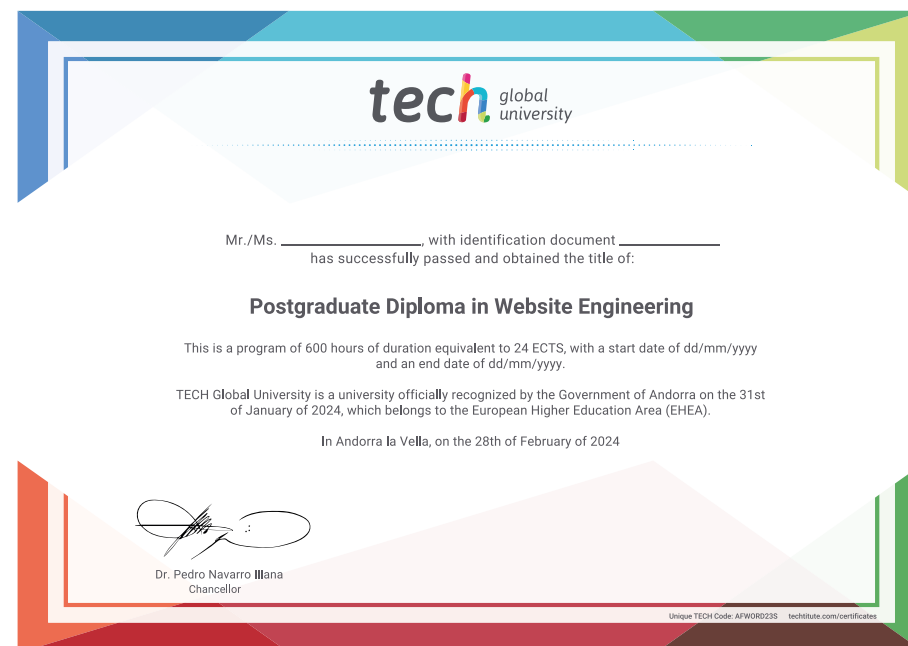 tech global university
Mr./Ms. ____________________, with identification document ______________
has successfully passed and obtained the title of:
Postgraduate Diploma in Website Engineering
This is a program of 600 hours of duration equivalent to 24 ECTS, with a start date of dd/mm/yyyy
and an end date of dd/mm/yyyy.
TECH Global University is a university officially recognized by the Government of Andorra on the 31st
of January of 2024, which belongs to the European Higher Education Area (EHEA).
In Andorra la Vella, on the 28th of February of 2024
Dr. Pedro Navarro Illana
Chancellor
Unique TECH Code: AFWORD23S techtitute.com/certificates